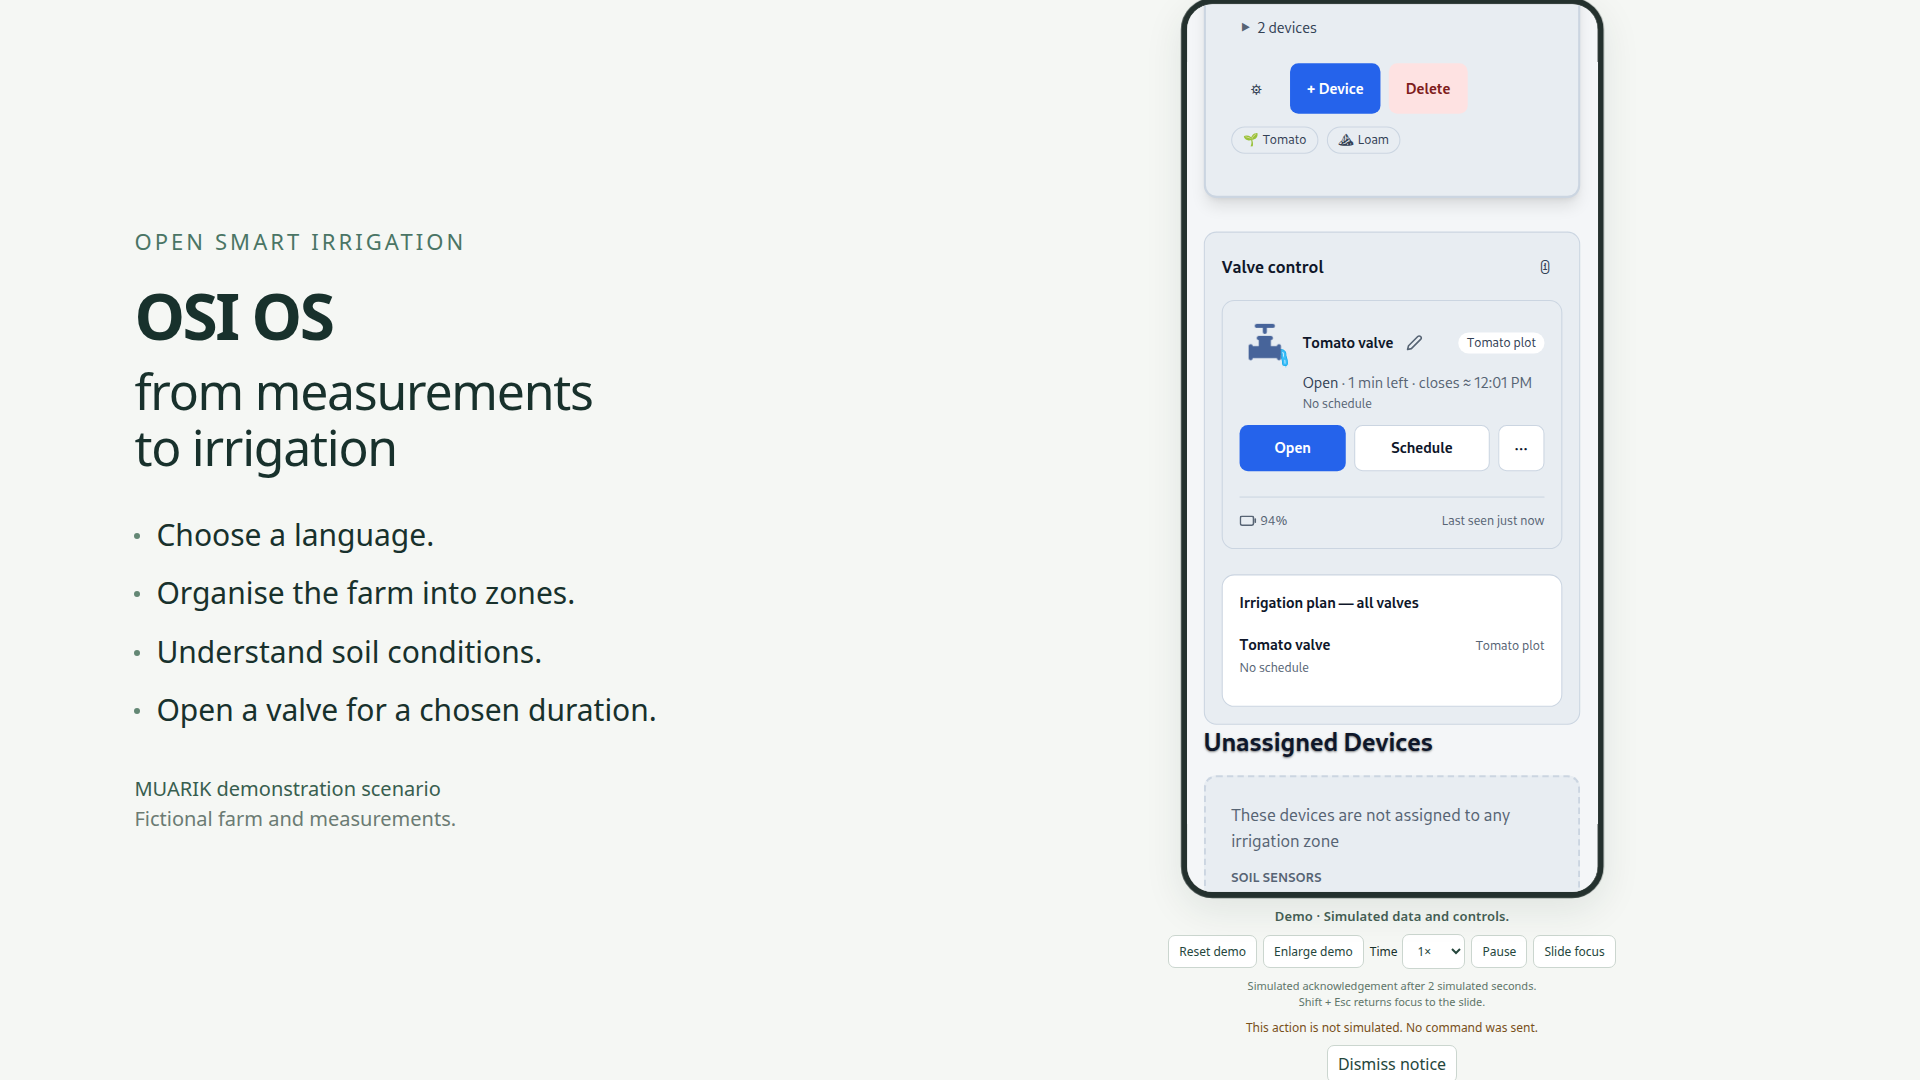 OPEN SMART IRRIGATION
OSI OS
from measurements
to irrigation
Choose a language.
Organise the farm into zones.
Understand soil conditions.
Open a valve for a chosen duration.
MUARIK demonstration scenario
Fictional farm and measurements.
2 devices
+ Device
Delete
Tomato
Loam
Valve control
Tomato valve
Tomato plot
Open · 1 min left · closes ≈ 12:01 PM
No schedule
Open
Schedule
...
94%
Last seen just now
Irrigation plan — all valves
Tomato valve
Tomato plot
No schedule
Unassigned Devices
These devices are not assigned to any
irrigation zone
SOIL SENSORS
Demo · Simulated data and controls.
Reset demo
Enlarge demo
Time
1×
Pause
Slide focus
Simulated acknowledgement after 2 simulated seconds.
Shift + Esc returns focus to the slide.
This action is not simulated. No command was sent.
Dismiss notice